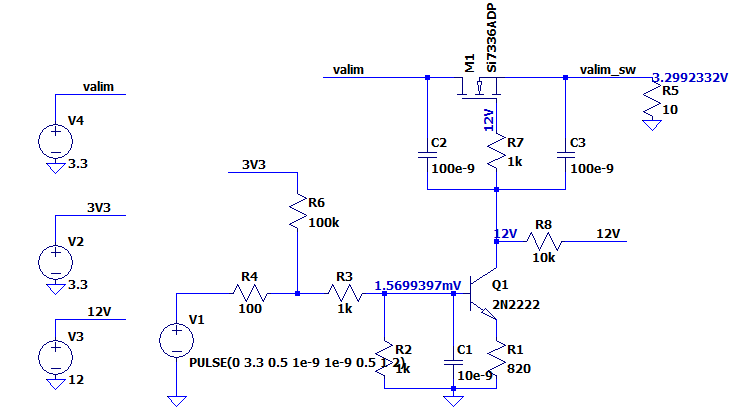 Si7336ADP
M1
valim
valim_sw
3.2992332V
valim
R5
10
V4
12V
R7
1k
C2
100e-9
C3
100e-9
3.3
3V3
R6
100k
3V3
V2
12V
R8
10k
12V
3.3
R4
100
R3
1k
1.5699397mV
Q1
2N2222
12V
V1
V3
PULSE(0 3.3 0.5 1e-9 1e-9 0.5 1 2)
R2
1k
C1
10e-9
R1
820
12